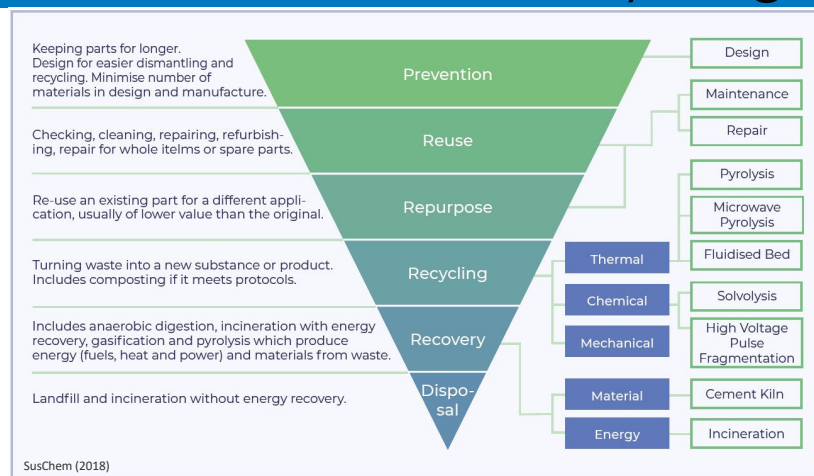 Keeping parts for longer.
Design for easier dismantling and
recycling. Minimise number of
materials in design and manufacture.
Prevention
Design
Checking, cleaning, repairing, refurbish-
ing, repair for whole itelms or spare parts.
Reuse
Maintenance
Repair
Re-use an existing part for a different appli-
cation, usually of lower value than the original.
Repurpose
Turning waste into a new substance or product.
Includes composting if it meets protocols.
Recycling
Thermal
Chemical
Mechanical
Pyrolysis
Microwave
Pyrolysis
Fluidised Bed
Solvolysis
High Voltage
Pulse
Fragmentation
Includes anaerobic digestion, incineration with energy
recovery, gasification and pyrolysis which produce
energy (fuels, heat and power) and materials from waste.
Recovery
Material
Energy
Cement Kiln
Incineration
Landfill and incineration without energy recovery.
Dispo-
sal
SusChem (2018)